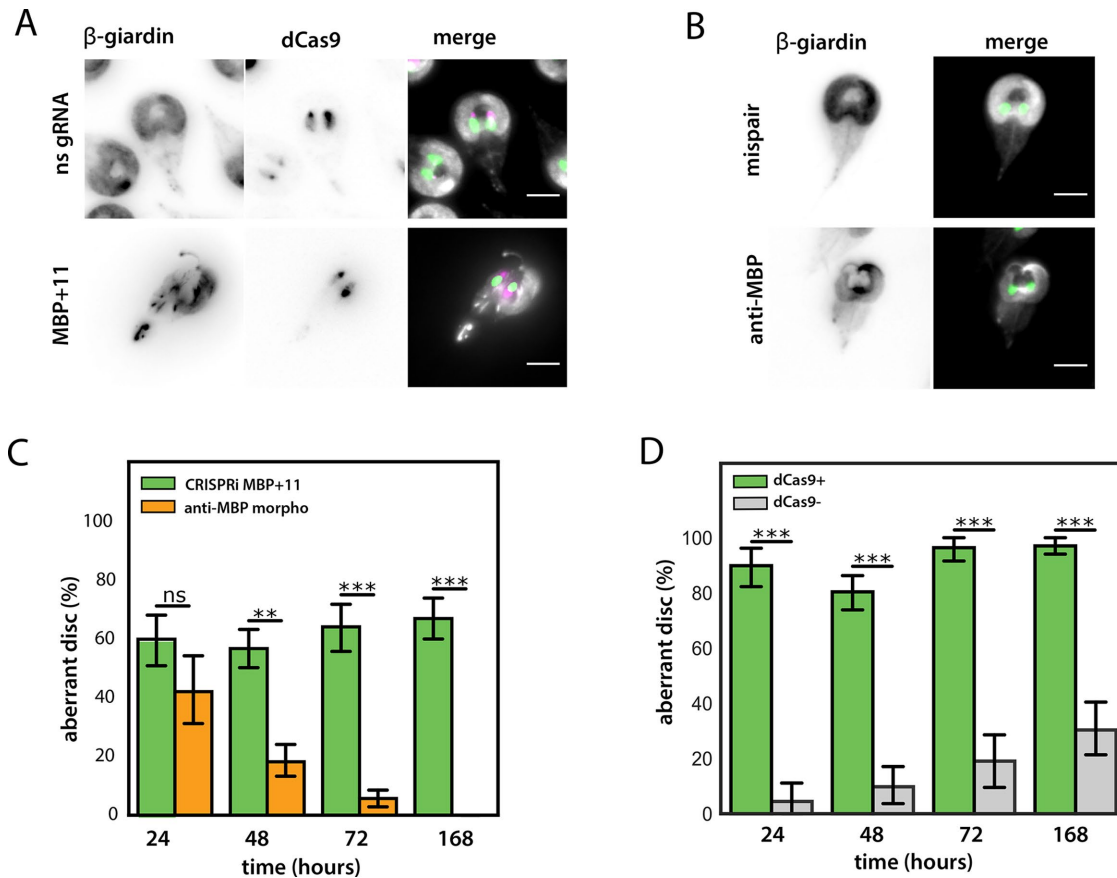 A
β-giardin dCas9 merge
ns gRNA
MBP+11
B
β-giardin merge
mispair
anti-MBP
C
CRISPRi MBP+11
anti-MBP morpho
aberrant disc (%)
100
80
60
40
20
0
ns ** *** ***
24 48 72 168
time (hours)
D
dCas9+
dCas9-
aberrant disc (%)
100
80
60
40
20
0
*** *** *** ***
24 48 72 168
time (hours)